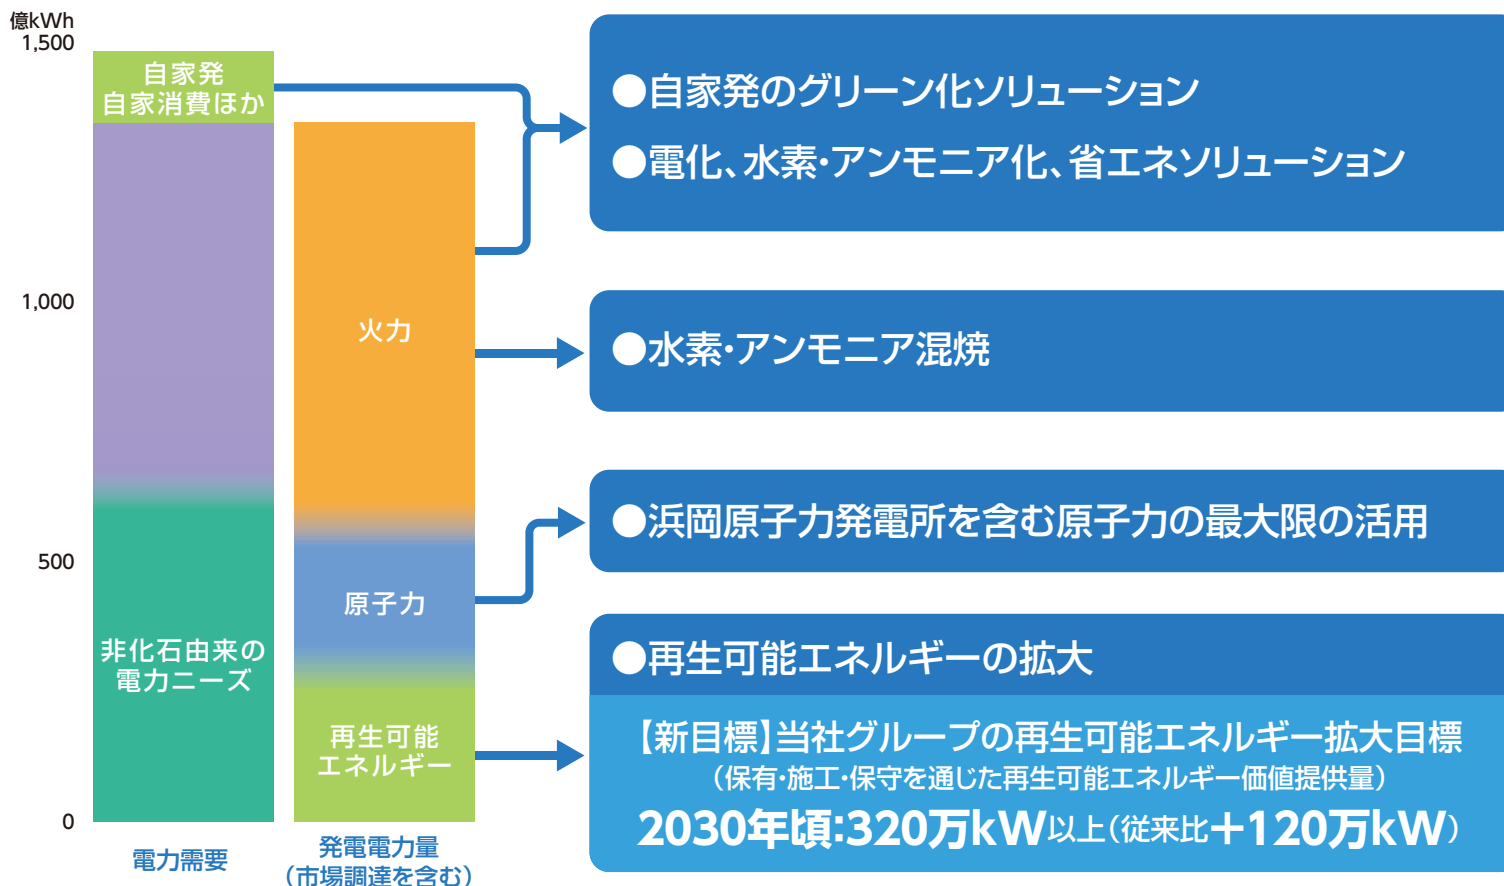 億kWh
1,500
1,000
500
0
自家発
自家消費ほか
非化石由来の
電力ニーズ
電力需要
火力
原子力
再生可能
エネルギー
発電電力量
（市場調達を含む）
●自家発のグリーン化ソリューション
●電化、水素・アンモニア化、省エネソリューション
●水素・アンモニア混焼
●浜岡原子力発電所を含む原子力の最大限の活用
●再生可能エネルギーの拡大
【新目標】当社グループの再生可能エネルギー拡大目標
（保有・施工・保守を通じた再生可能エネルギー価値提供量）
2030年頃：320万kW以上（従来比＋120万kW）